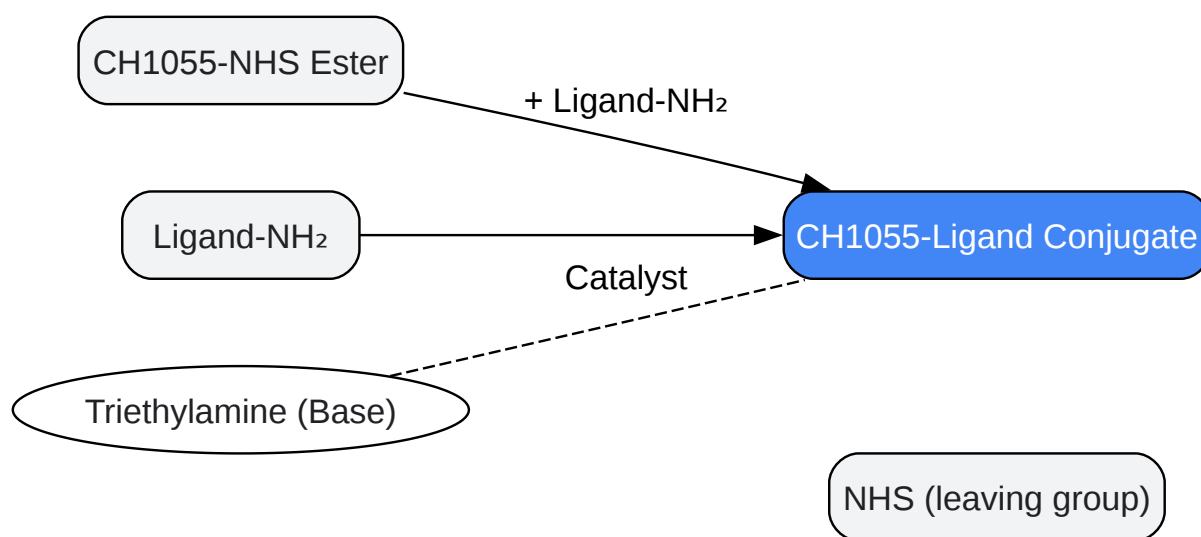 CH1055-NHS Ester
+ Ligand-NH₂
Ligand-NH₂
CH1055-Ligand Conjugate
Catalyst
Triethylamine (Base)
NHS (leaving group)